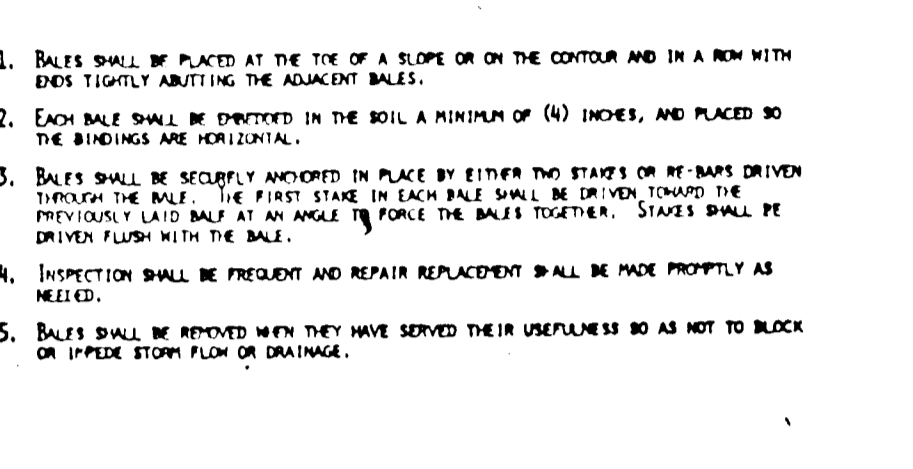 1. BALES SHALL BE PLACED AT THE TOE OF A SLOPE OR ON THE CONTOUR AND IN A ROW WITH
ENDS TIGHTLY ABUTTING THE ADJACENT BALES.
2. EACH BALE SHALL BE EMBEDDED IN THE SOIL A MINIMUM OF (4) INCHES, AND PLACED SO
THE BINDINGS ARE HORIZONTAL.
3. BALES SHALL BE SECURELY ANCHORED IN PLACE BY EITHER TWO STAKES OR RE-BARS DRIVEN
THROUGH THE BALE. THE FIRST STAKE IN EACH BALE SHALL BE DRIVEN TOWARD THE
PREVIOUSLY LAID BALE AT AN ANGLE TO FORCE THE BALES TOGETHER. STAKES SHALL BE
DRIVEN FLUSH WITH THE BALE.
4. INSPECTION SHALL BE FREQUENT AND REPAIR REPLACEMENT SHALL BE MADE PROMPTLY AS
NEEDED.
5. BALES SHALL BE REMOVED WHEN THEY HAVE SERVED THEIR USEFULNESS SO AS NOT TO BLOCK
OR IMPEDE STORM FLOW OR DRAINAGE.